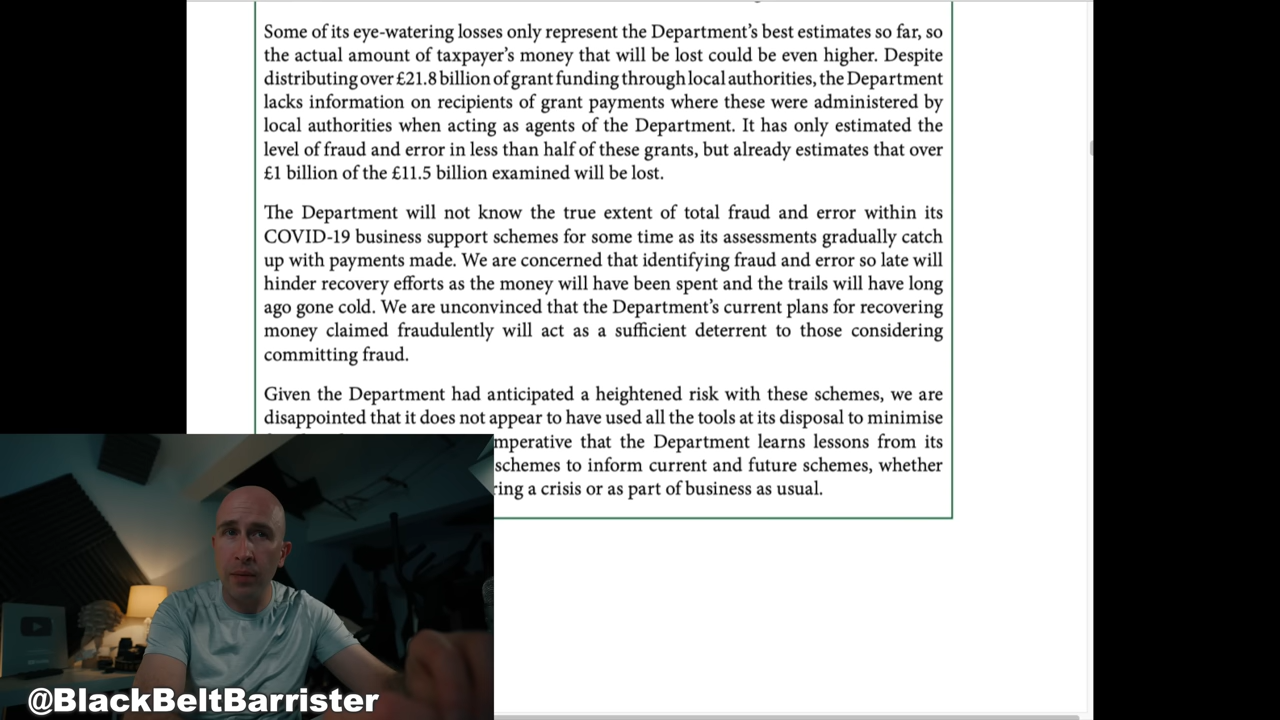 Some of its eye-watering losses only represent the Department’s best estimates so far, so
the actual amount of taxpayer’s money that will be lost could be even higher. Despite
distributing over £21.8 billion of grant funding through local authorities, the Department
lacks information on recipients of grant payments where these were administered by
local authorities when acting as agents of the Department. It has only estimated the
level of fraud and error in less than half of these grants, but already estimates that over
£1 billion of the £11.5 billion examined will be lost.
The Department will not know the true extent of total fraud and error within its
COVID-19 business support schemes for some time as its assessments gradually catch
up with payments made. We are concerned that identifying fraud and error so late will
hinder recovery efforts as the money will have been spent and the trails will have long
ago gone cold. We are unconvinced that the Department’s current plans for recovering
money claimed fraudulently will act as a sufficient deterrent to those considering
committing fraud.
Given the Department had anticipated a heightened risk with these schemes, we are
disappointed that it does not appear to have used all the tools at its disposal to minimise
that the Department learns lessons from its
schemes to inform current and future schemes, whether
a crisis or as part of business as usual.
@BlackBeltBarrister